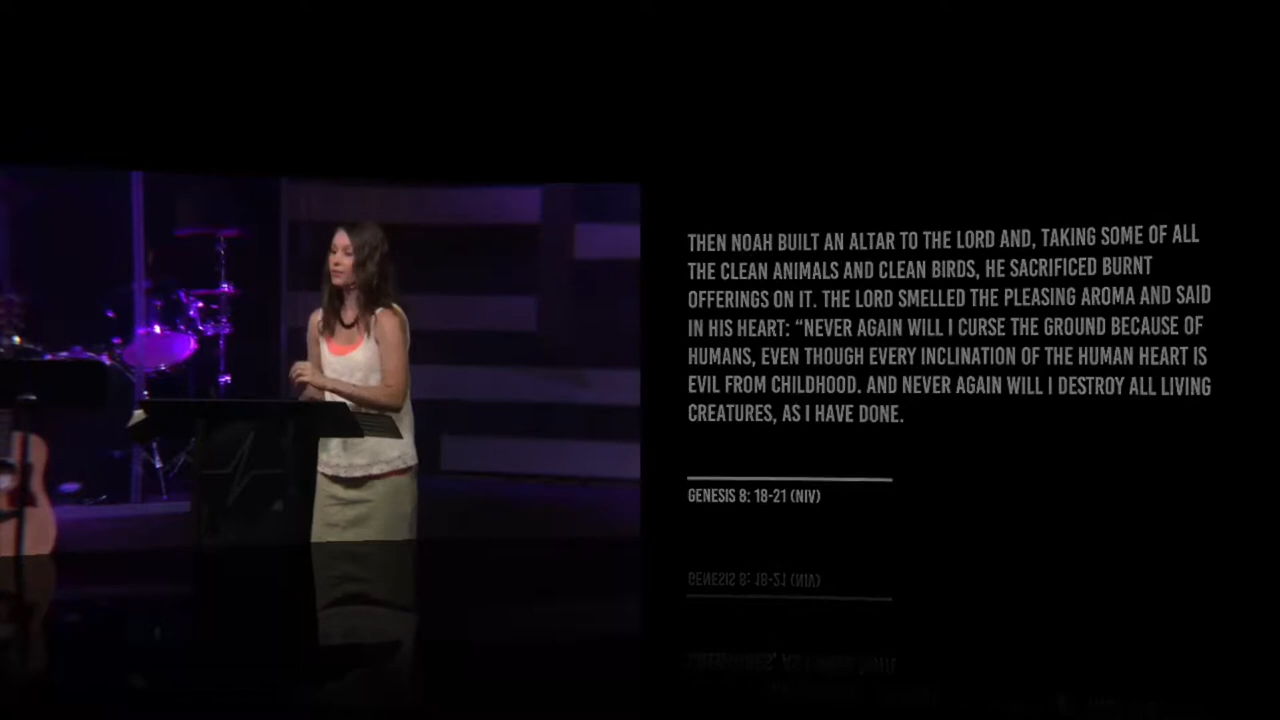 THEN NOAH BUILT AN ALTAR TO THE LORD AND, TAKING SOME OF ALL
THE CLEAN ANIMALS AND CLEAN BIRDS, HE SACRIFICED BURNT
OFFERINGS ON IT. THE LORD SMELLED THE PLEASING AROMA AND SAID
IN HIS HEART: “NEVER AGAIN WILL I CURSE THE GROUND BECAUSE OF
HUMANS, EVEN THOUGH EVERY INCLINATION OF THE HUMAN HEART IS
EVIL FROM CHILDHOOD. AND NEVER AGAIN WILL I DESTROY ALL LIVING
CREATURES, AS I HAVE DONE.
GENESIS 8: 18-21 (NIV)